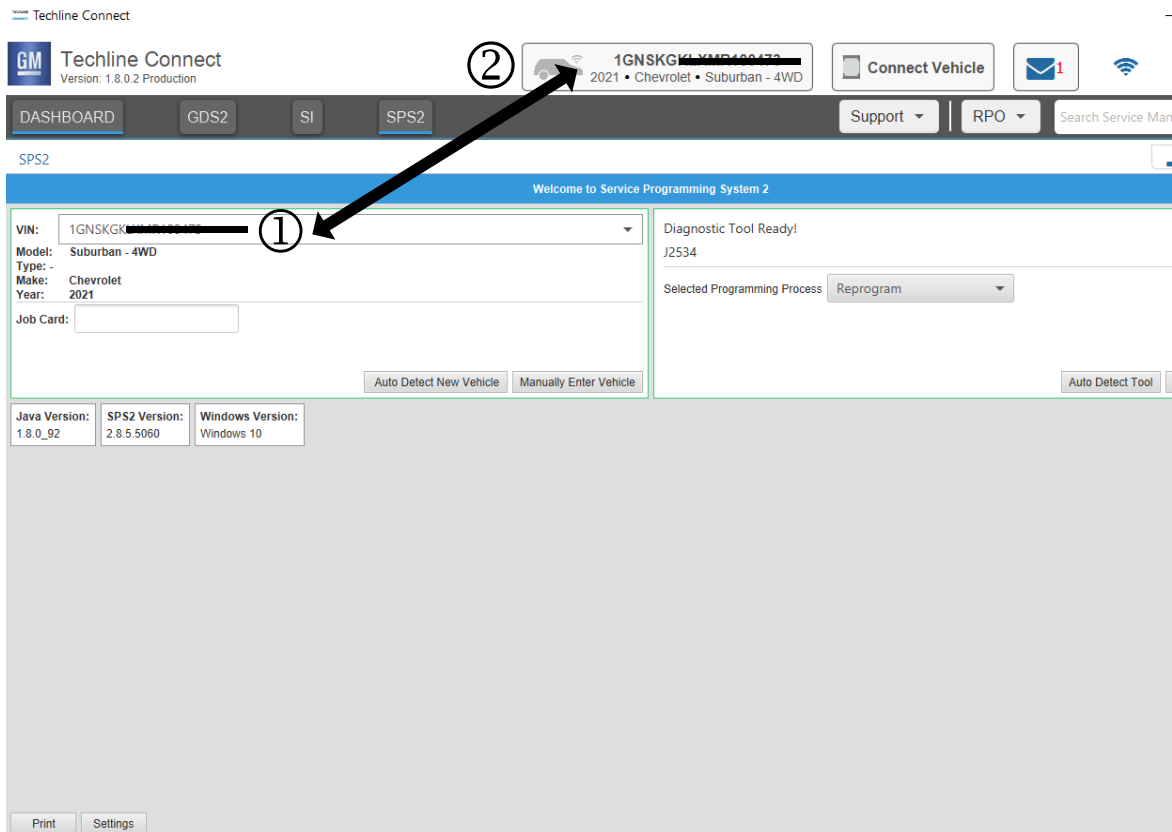 Techline Connect
GM
Techline Connect
Version: 1.8.0.2 Production
②
1GNSKG
2021 • Chevrolet • Suburban - 4WD
Connect Vehicle
1
DASHBOARD
GDS2
SI
SPS2
Support
RPO
Search Service Man
SPS2
Welcome to Service Programming System 2
VIN:
1GNSKGK
①
Model: Suburban - 4WD
Type: -
Make: Chevrolet
Year: 2021
Job Card:
Auto Detect New Vehicle
Manually Enter Vehicle
Diagnostic Tool Ready!
J2534
Selected Programming Process
Reprogram
Auto Detect Tool
Java Version:
1.8.0_92
SPS2 Version:
2.8.5.5060
Windows Version:
Windows 10
Print
Settings